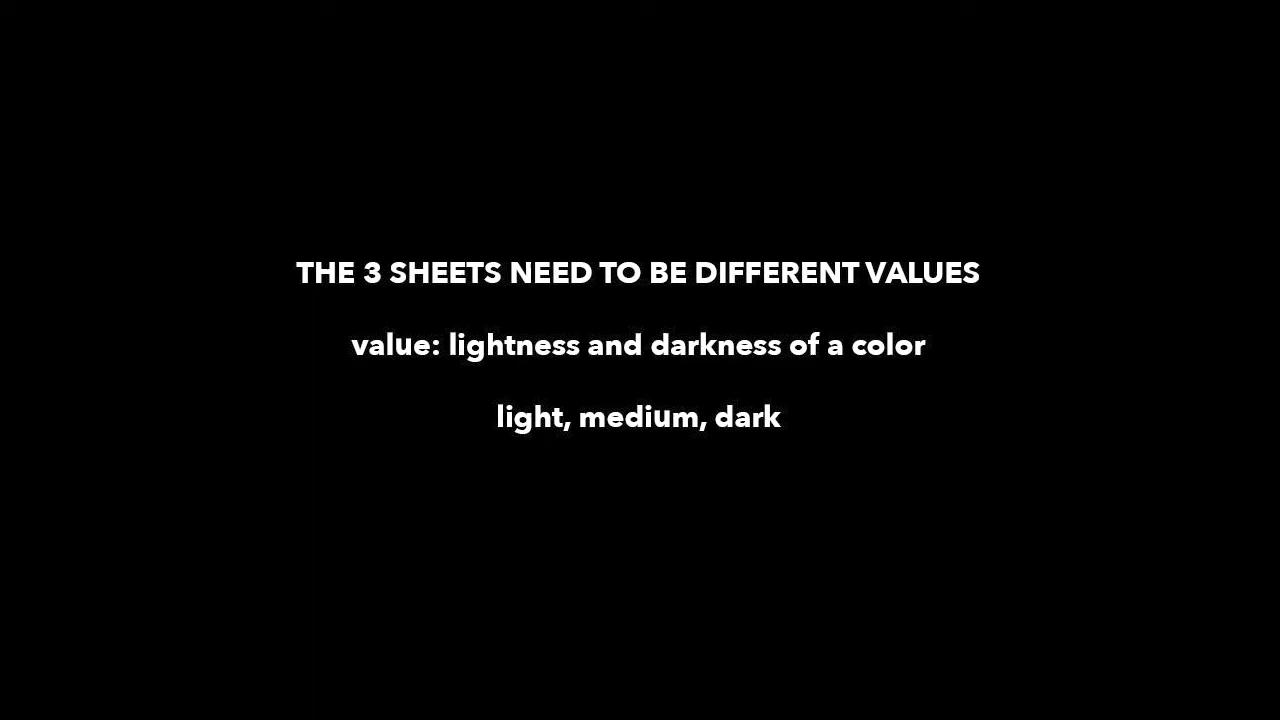 THE 3 SHEETS NEED TO BE DIFFERENT VALUES
value: lightness and darkness of a color
light, medium, dark